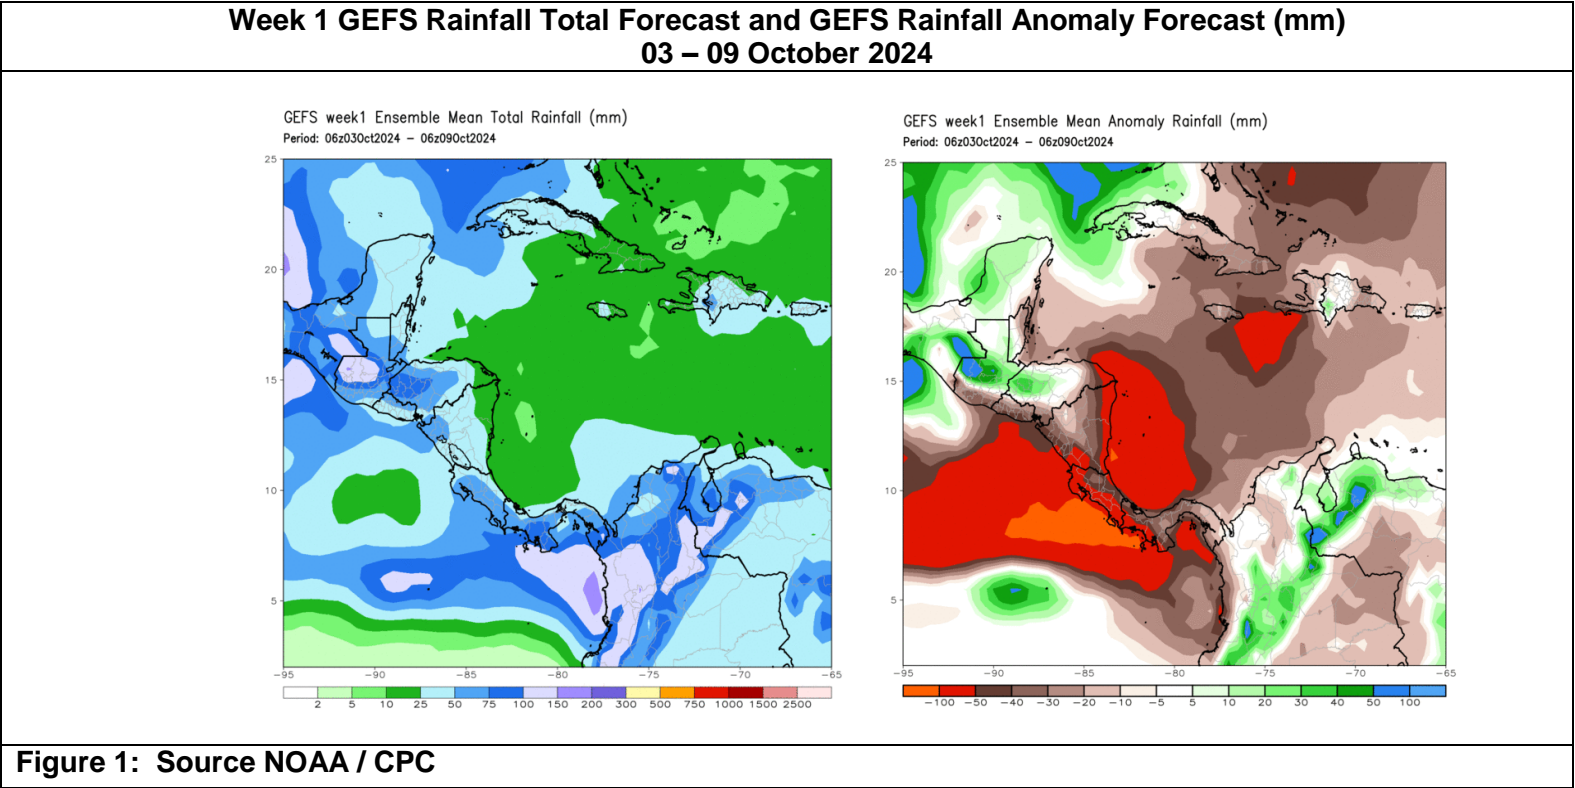 Week 1 GEFS Rainfall Total Forecast and GEFS Rainfall Anomaly Forecast (mm)
03 – 09 October 2024
GEFS week1 Ensemble Mean Total Rainfall (mm)
Period: 06z03Oct2024 – 06z09Oct2024
25
20
15
10
5
−95 −90 −85 −80 −75 −70 −65
2 5 10 25 50 75 100 150 200 300 500 750 1000 1500 2500
GEFS week1 Ensemble Mean Anomaly Rainfall (mm)
Period: 06z03Oct2024 – 06z09Oct2024
25
20
15
10
5
−95 −90 −85 −80 −75 −70 −65
−100 −50 −40 −30 −20 −10 −5 5 10 20 30 40 50 100
Figure 1: Source NOAA / CPC